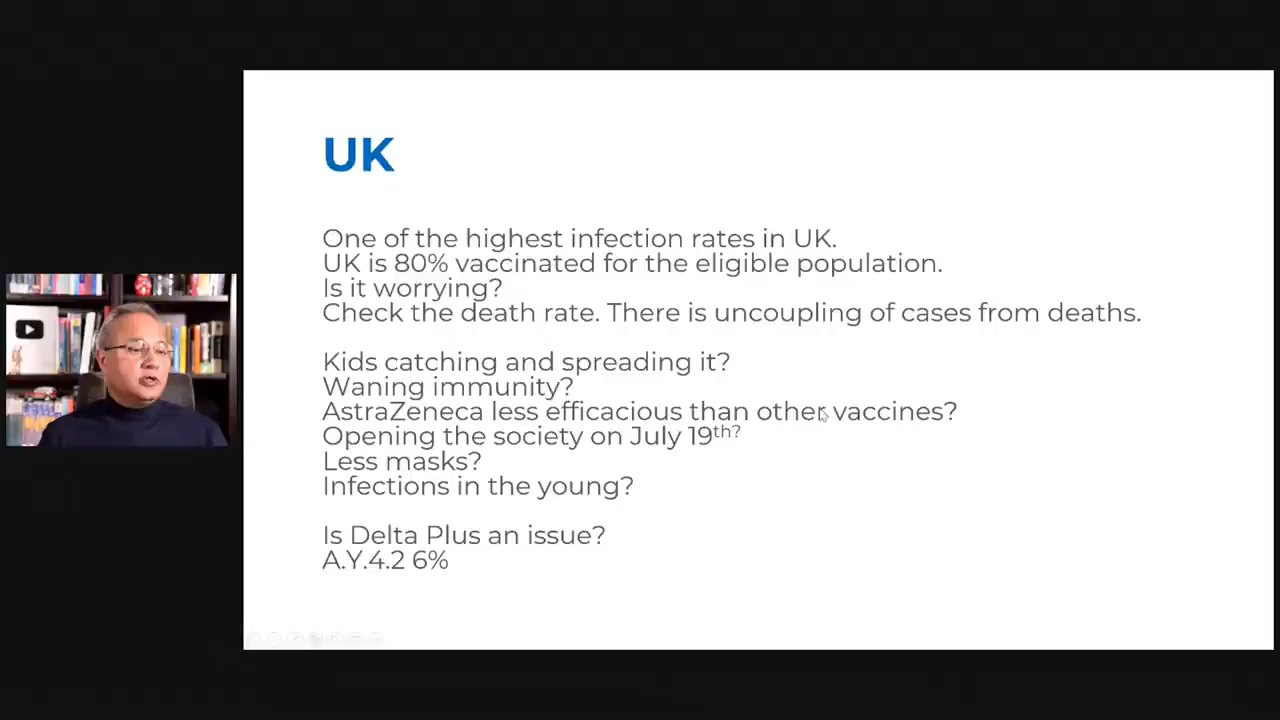 UK
One of the highest infection rates in UK.
UK is 80% vaccinated for the eligible population.
Is it worrying?
Check the death rate. There is uncoupling of cases from deaths.
Kids catching and spreading it?
Waning immunity?
AstraZeneca less efficacious than other vaccines?
Opening the society on July 19th?
Less masks?
Infections in the young?
Is Delta Plus an issue?
A.Y.4.2 6%